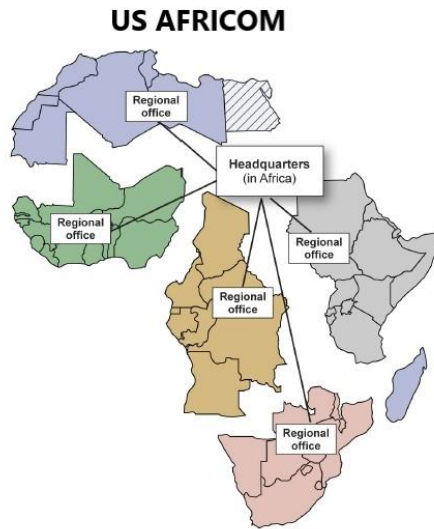 US AFRICOM
Regional
office
Headquarters
(in Africa)
Regional
office
Regional
office
Regional
office
Regional
office